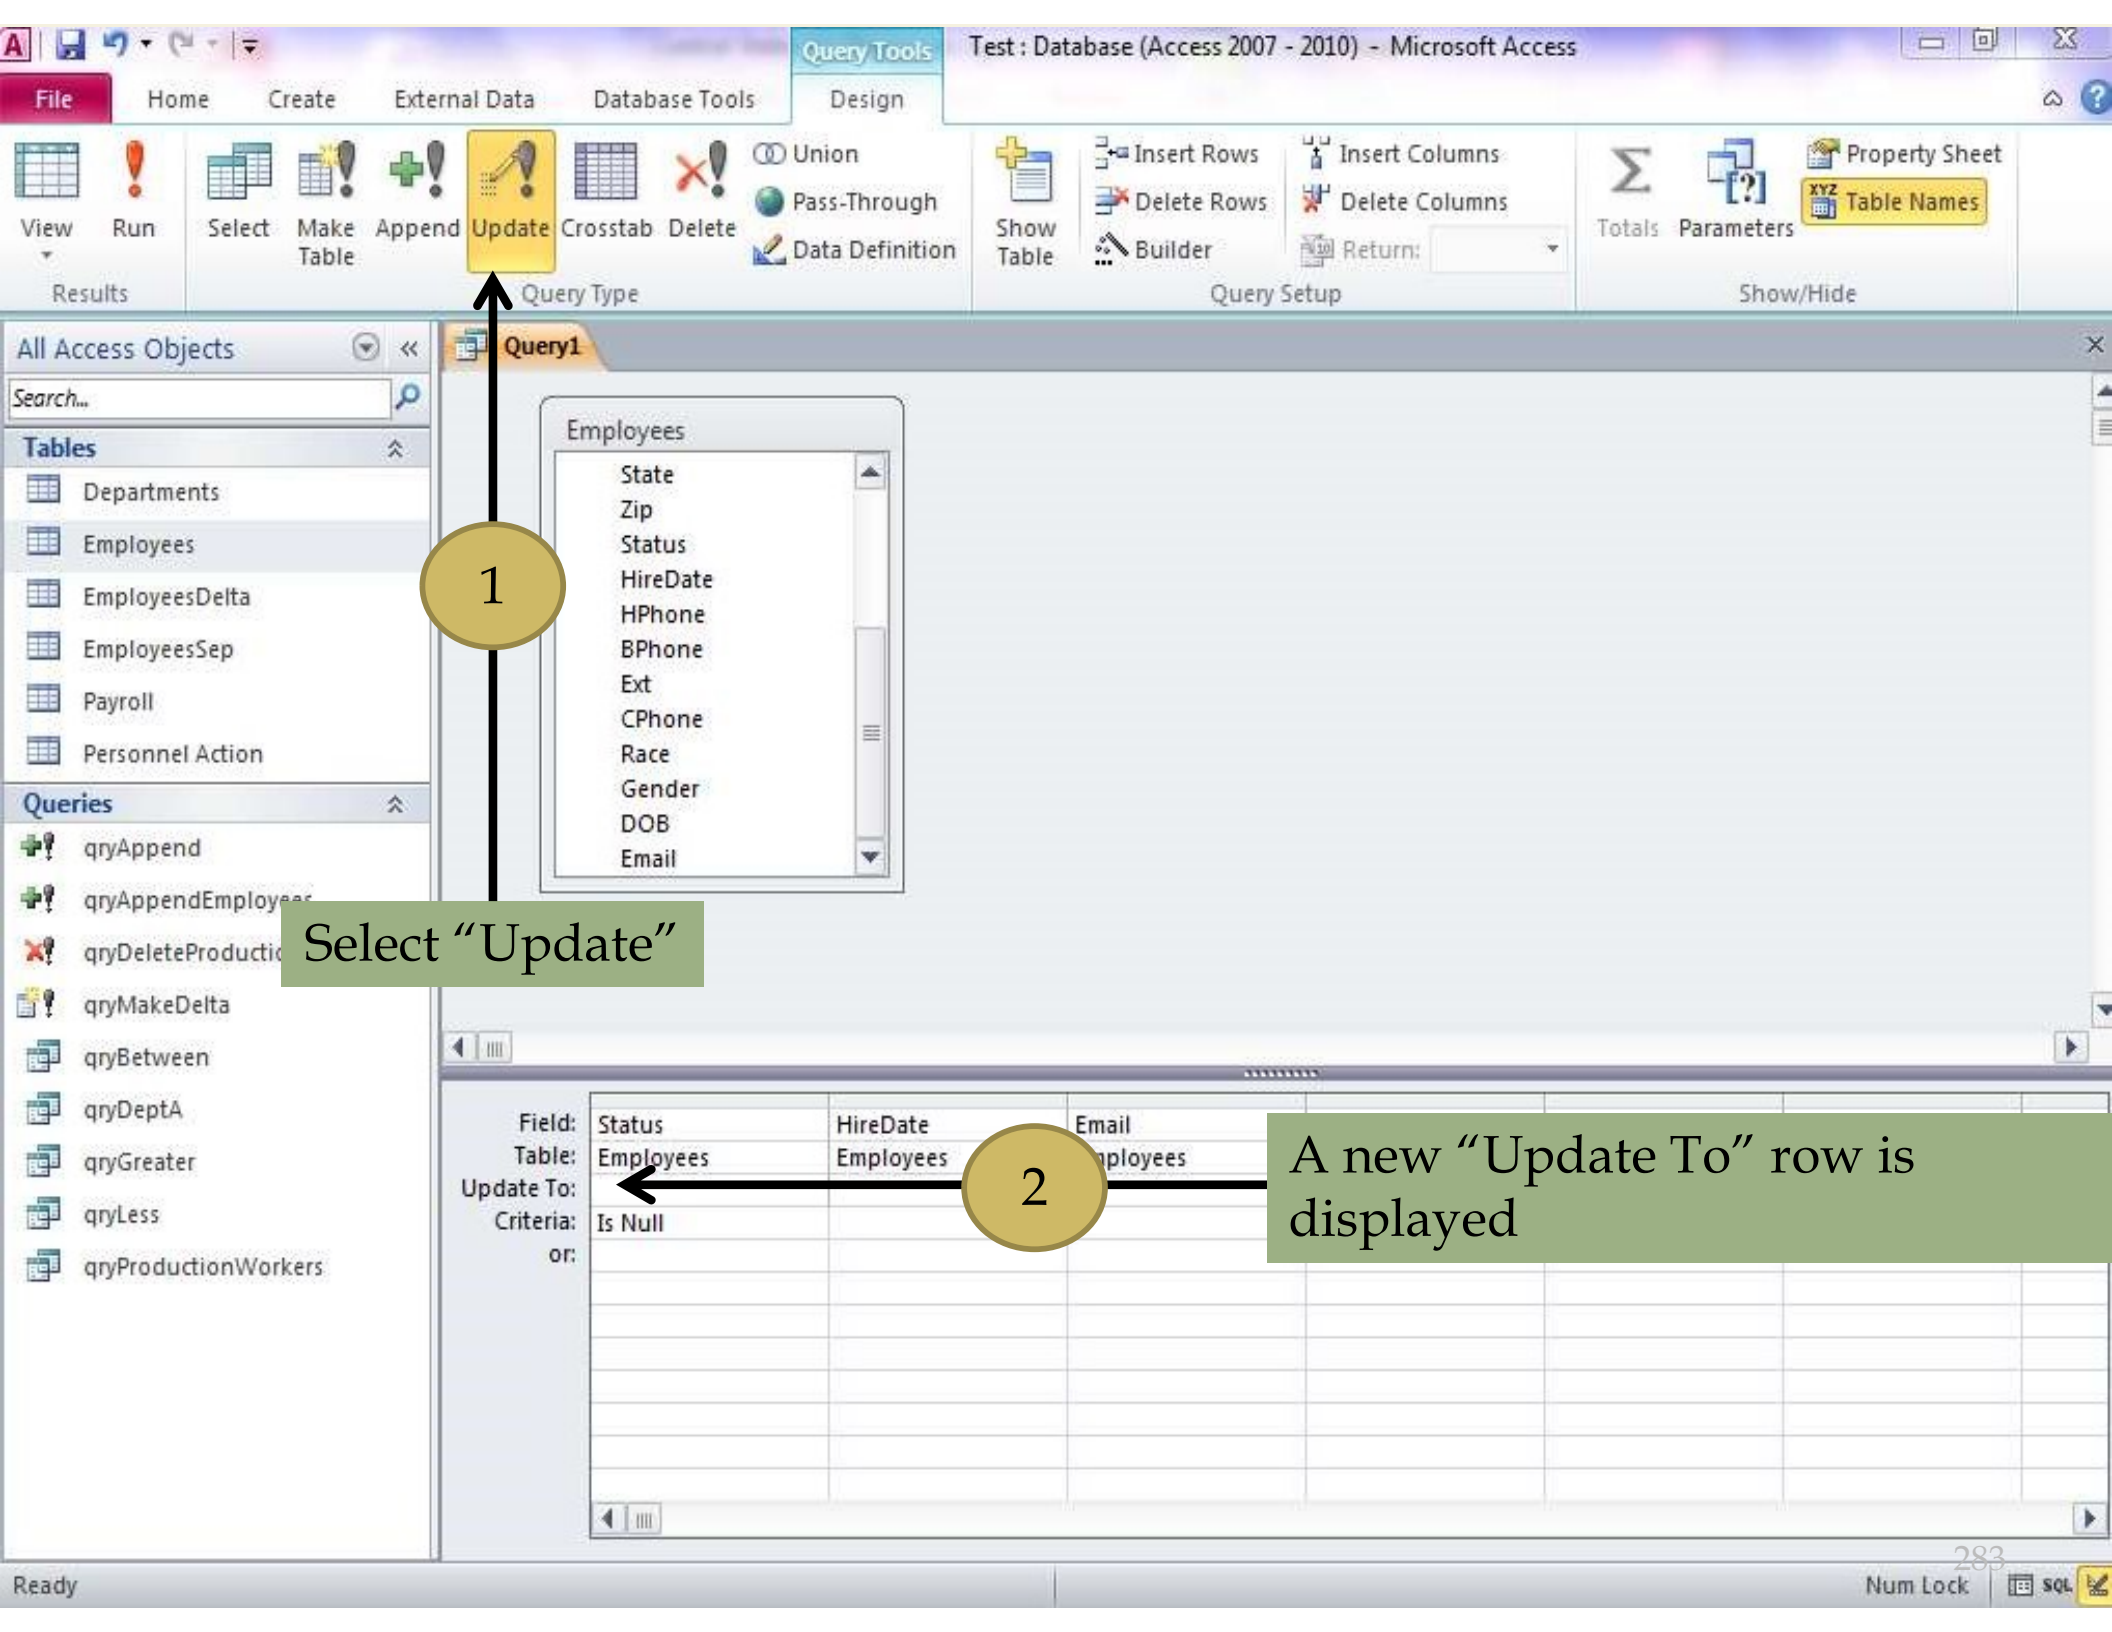 A
Query Tools
Test : Database (Access 2007 - 2010) - Microsoft Access
File
Home
Create
External Data
Database Tools
Design
View
Run
Results
Select
Make Table
Append
Update
Crosstab
Delete
Union
Pass-Through
Data Definition
Query Type
Show Table
Insert Rows
Delete Rows
Builder
Insert Columns
Delete Columns
Return:
Query Setup
Totals
Parameters
Property Sheet
XYZ Table Names
Show/Hide
All Access Objects
Search...
Tables
Departments
Employees
EmployeesDelta
EmployeesSep
Payroll
Personnel Action
Queries
qryAppend
qryAppendEmployees
qryDeleteProductio
qryMakeDelta
qryBetween
qryDeptA
qryGreater
qryLess
qryProductionWorkers
Query1
Employees
State
Zip
Status
HireDate
HPhone
BPhone
Ext
CPhone
Race
Gender
DOB
Email
1
Select “Update”
Field: Status HireDate Email
Table: Employees Employees mployees
Update To:
Criteria: Is Null
or:
2
A new “Update To” row is
displayed
283
Ready
Num Lock
SQL